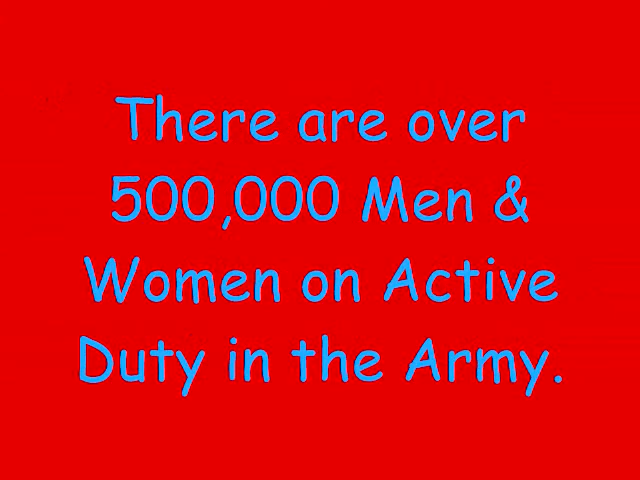 There are over
500,000 Men &
Women on Active
Duty in the Army.